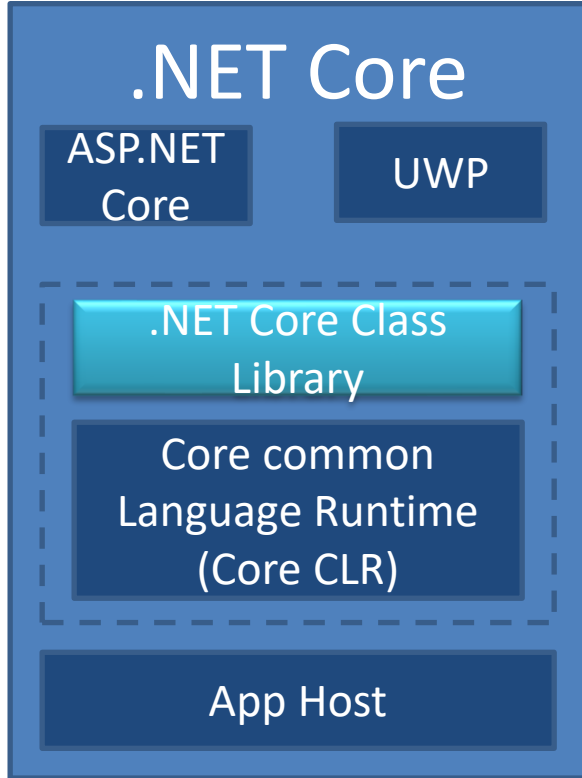 .NET Core
ASP.NET
Core
UWP
.NET Core Class
Library
Core common
Language Runtime
(Core CLR)
App Host